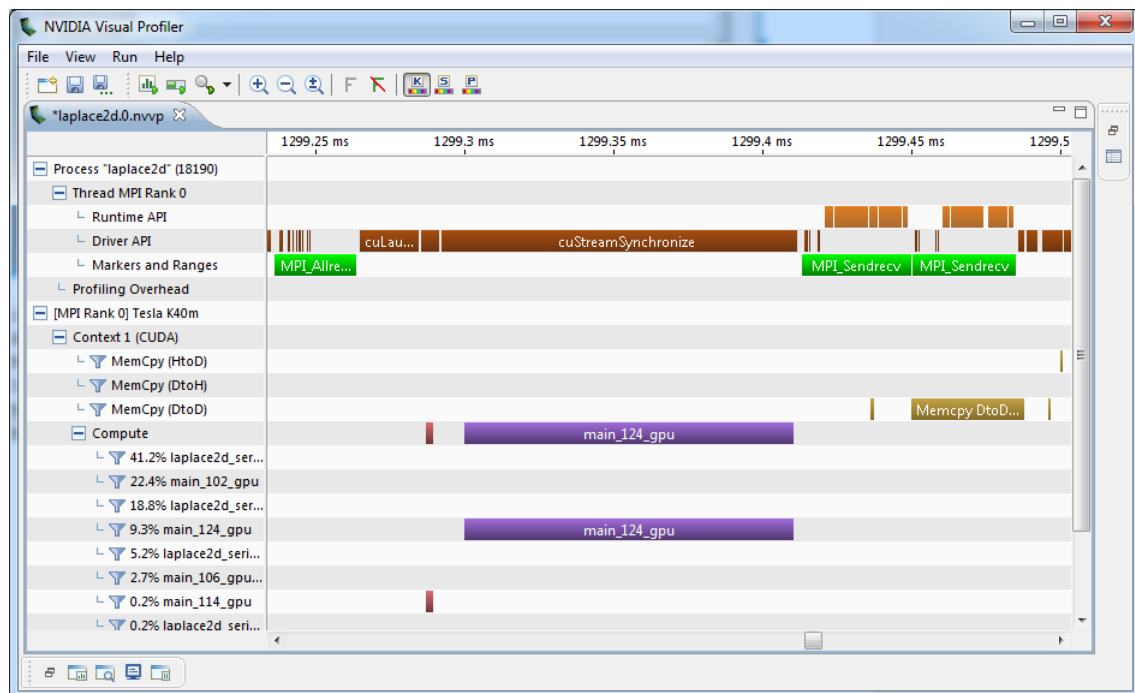 NVIDIA Visual Profiler
File View Run Help
F K S P
*laplace2d.0.nvvp
1299.25 ms 1299.3 ms 1299.35 ms 1299.4 ms 1299.45 ms 1299.5
Process "laplace2d" (18190)
Thread MPI Rank 0
Runtime API
Driver API cuLau... cuStreamSynchronize
Markers and Ranges MPI_Allre... MPI_Sendrecv MPI_Sendrecv
Profiling Overhead
[MPI Rank 0] Tesla K40m
Context 1 (CUDA)
MemCpy (HtoD)
MemCpy (DtoH)
MemCpy (DtoD) Memcpy DtoD...
Compute main_124_gpu
41.2% laplace2d_ser...
22.4% main_102_gpu
18.8% laplace2d_ser...
9.3% main_124_gpu main_124_gpu
5.2% laplace2d_seri...
2.7% main_106_gpu...
0.2% main_114_gpu
0.2% laplace2d_seri...